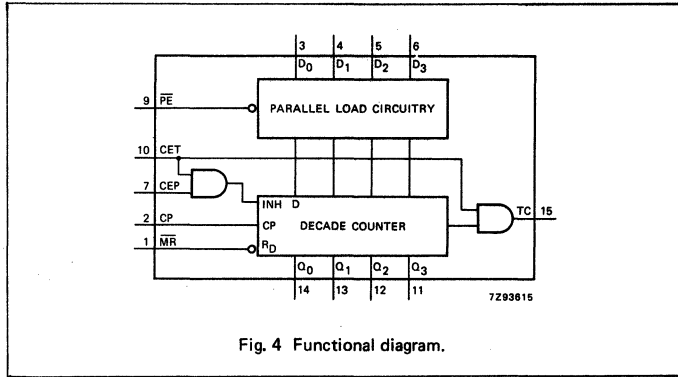 3 4 5 6
D0 D1 D2 D3
9 PE
PARALLEL LOAD CIRCUITRY
10 CET
7 CEP
INH D
TC 15
2 CP
CP DECADE COUNTER
1 MR
RD
Q0 Q1 Q2 Q3
14 13 12 11
7Z93615
Fig. 4 Functional diagram.